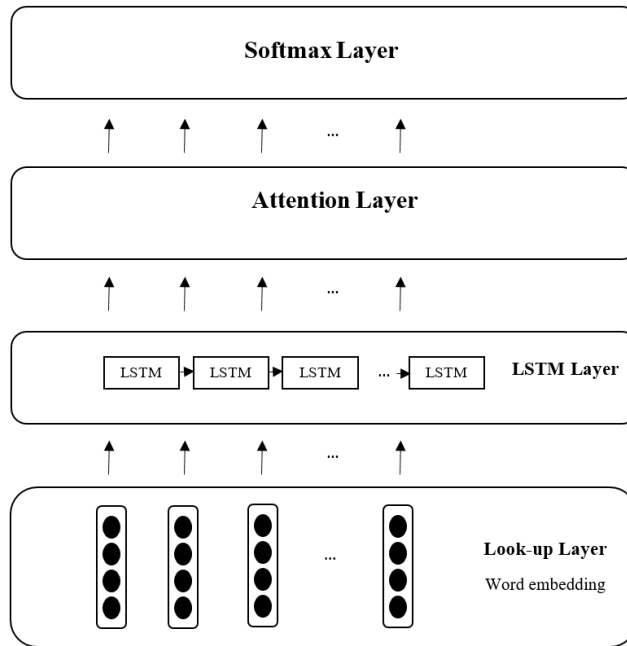 Softmax Layer
...
Attention Layer
...
LSTM LSTM LSTM ... LSTM LSTM Layer
...
Look-up Layer
...
Word embedding